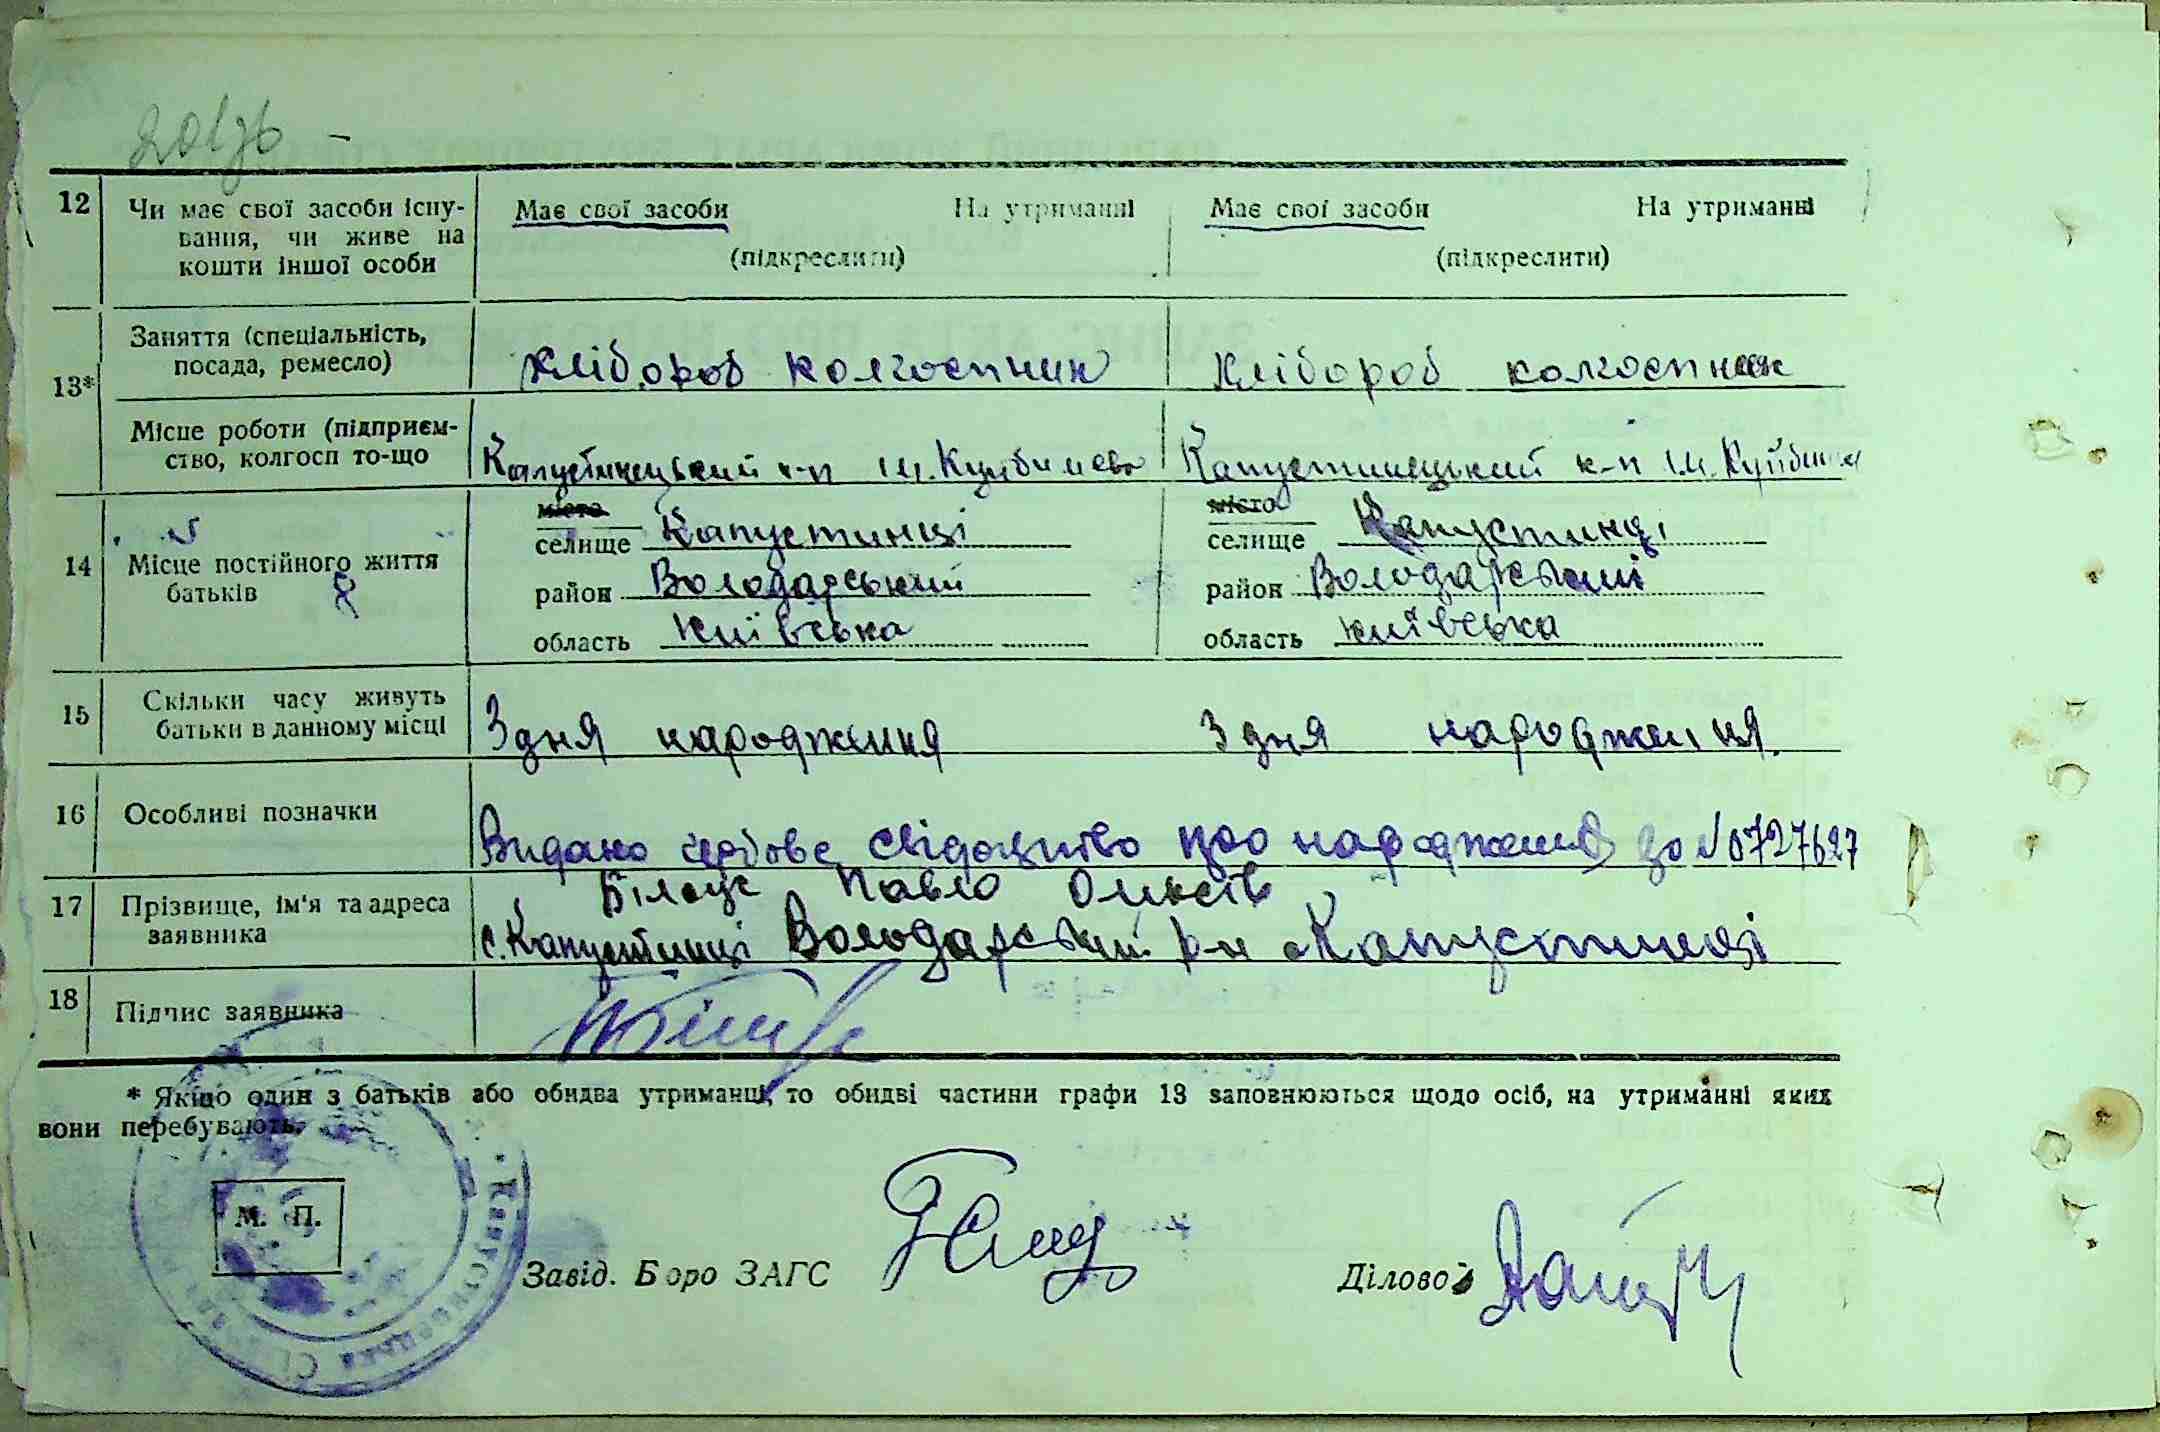 12 Чи має свої засоби існу- Має свої засоби На утриманні Має свої засоби На утриманні
вання, чи живе на
кошти іншої особи (підкреслити) (підкреслити)
13* Заняття (спеціальність,
посада, ремесло) хлібороб колгоспник хлібороб колгоспник
Місце роботи (підприєм-
ство, колгосп то-що Капустинецький к-п ім. Куйбишева Капустинецький к-п ім.
місто місто
селище Капустинці селище Капустинці
14 Місце постійного життя район Володарський район Володарський
батьків
область Київська область Київська
15 Скільки часу живуть
батьки в данному місці З дня народження З дня народження
16 Особливі позначки
Видано гербове свідоцтво про народження № 0727627
17 Прізвище, ім'я та адреса Білоус Павло
заявника с. Капустинці Володарський р-н с Капустинці
18 Підпис заявника
* Якщо один з батьків або обидва утриманці, то обидві частини графи 13 заповнюються щодо осіб, на утриманні яких
вони перебувають.
М. П.
Завід. Бюро ЗАГС Діловод